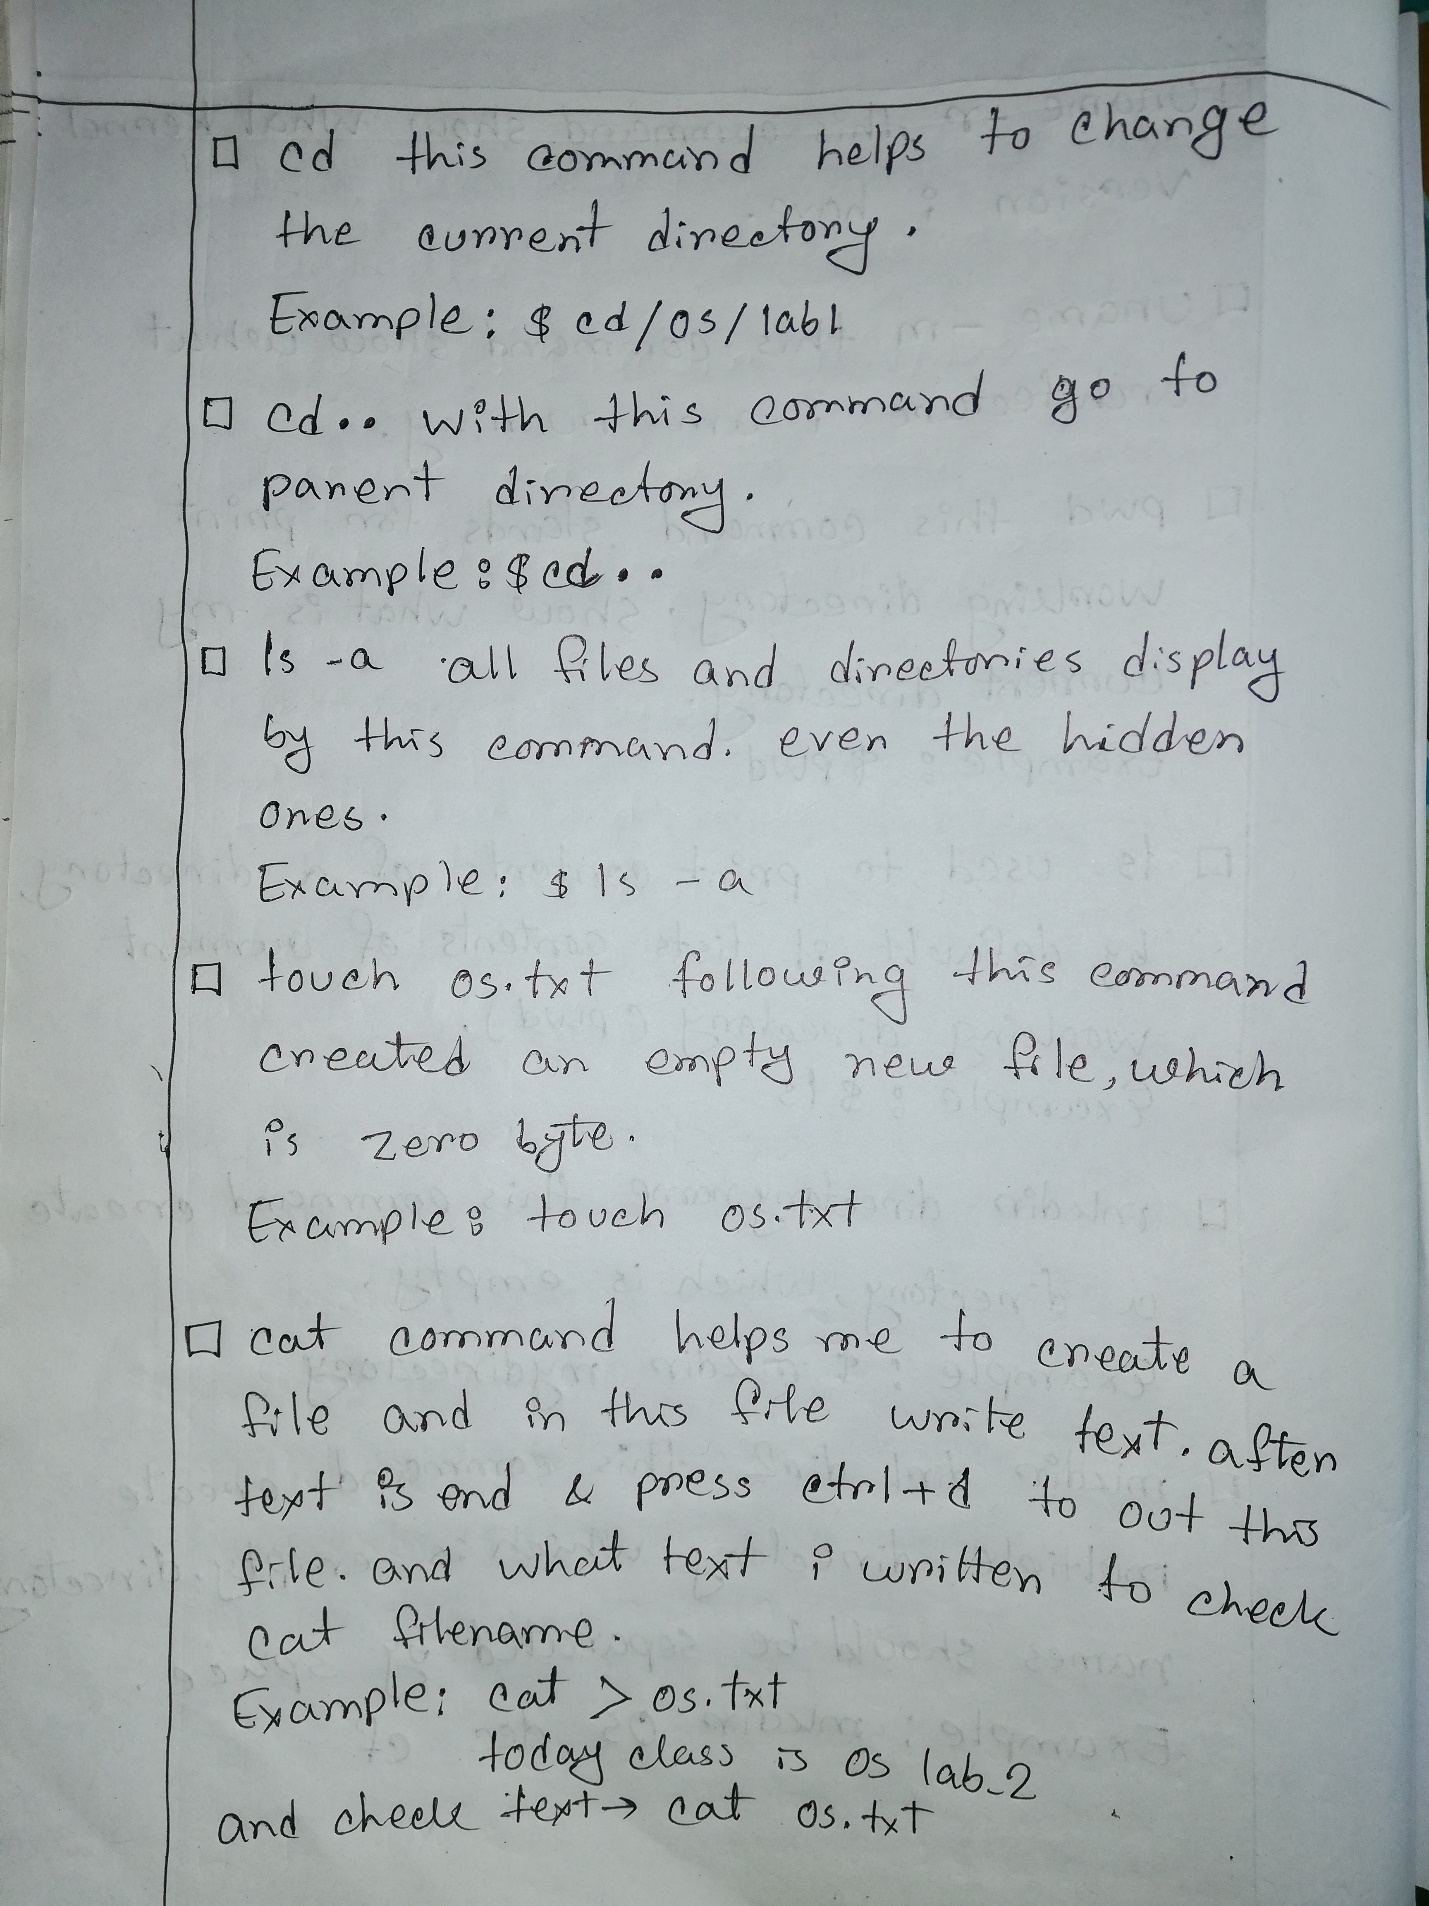 □ cd this command helps to change
the current directory.
Example: $ cd/os/lab1
□ cd.. with this command go to
parent directory.
Example: $cd..
□ ls -a all files and directories display
by this command. even the hidden
ones.
Example: $ ls -a
□ touch os.txt following this command
created an empty new file, which
is zero byte.
Example: touch os.txt
□ cat command helps me to create a
file and in this file write text. after
text is end & press ctrl+d to out this
file. and what text i written to check
cat filename.
Example: cat > os.txt
today class is os lab_2
and check text→ cat os.txt